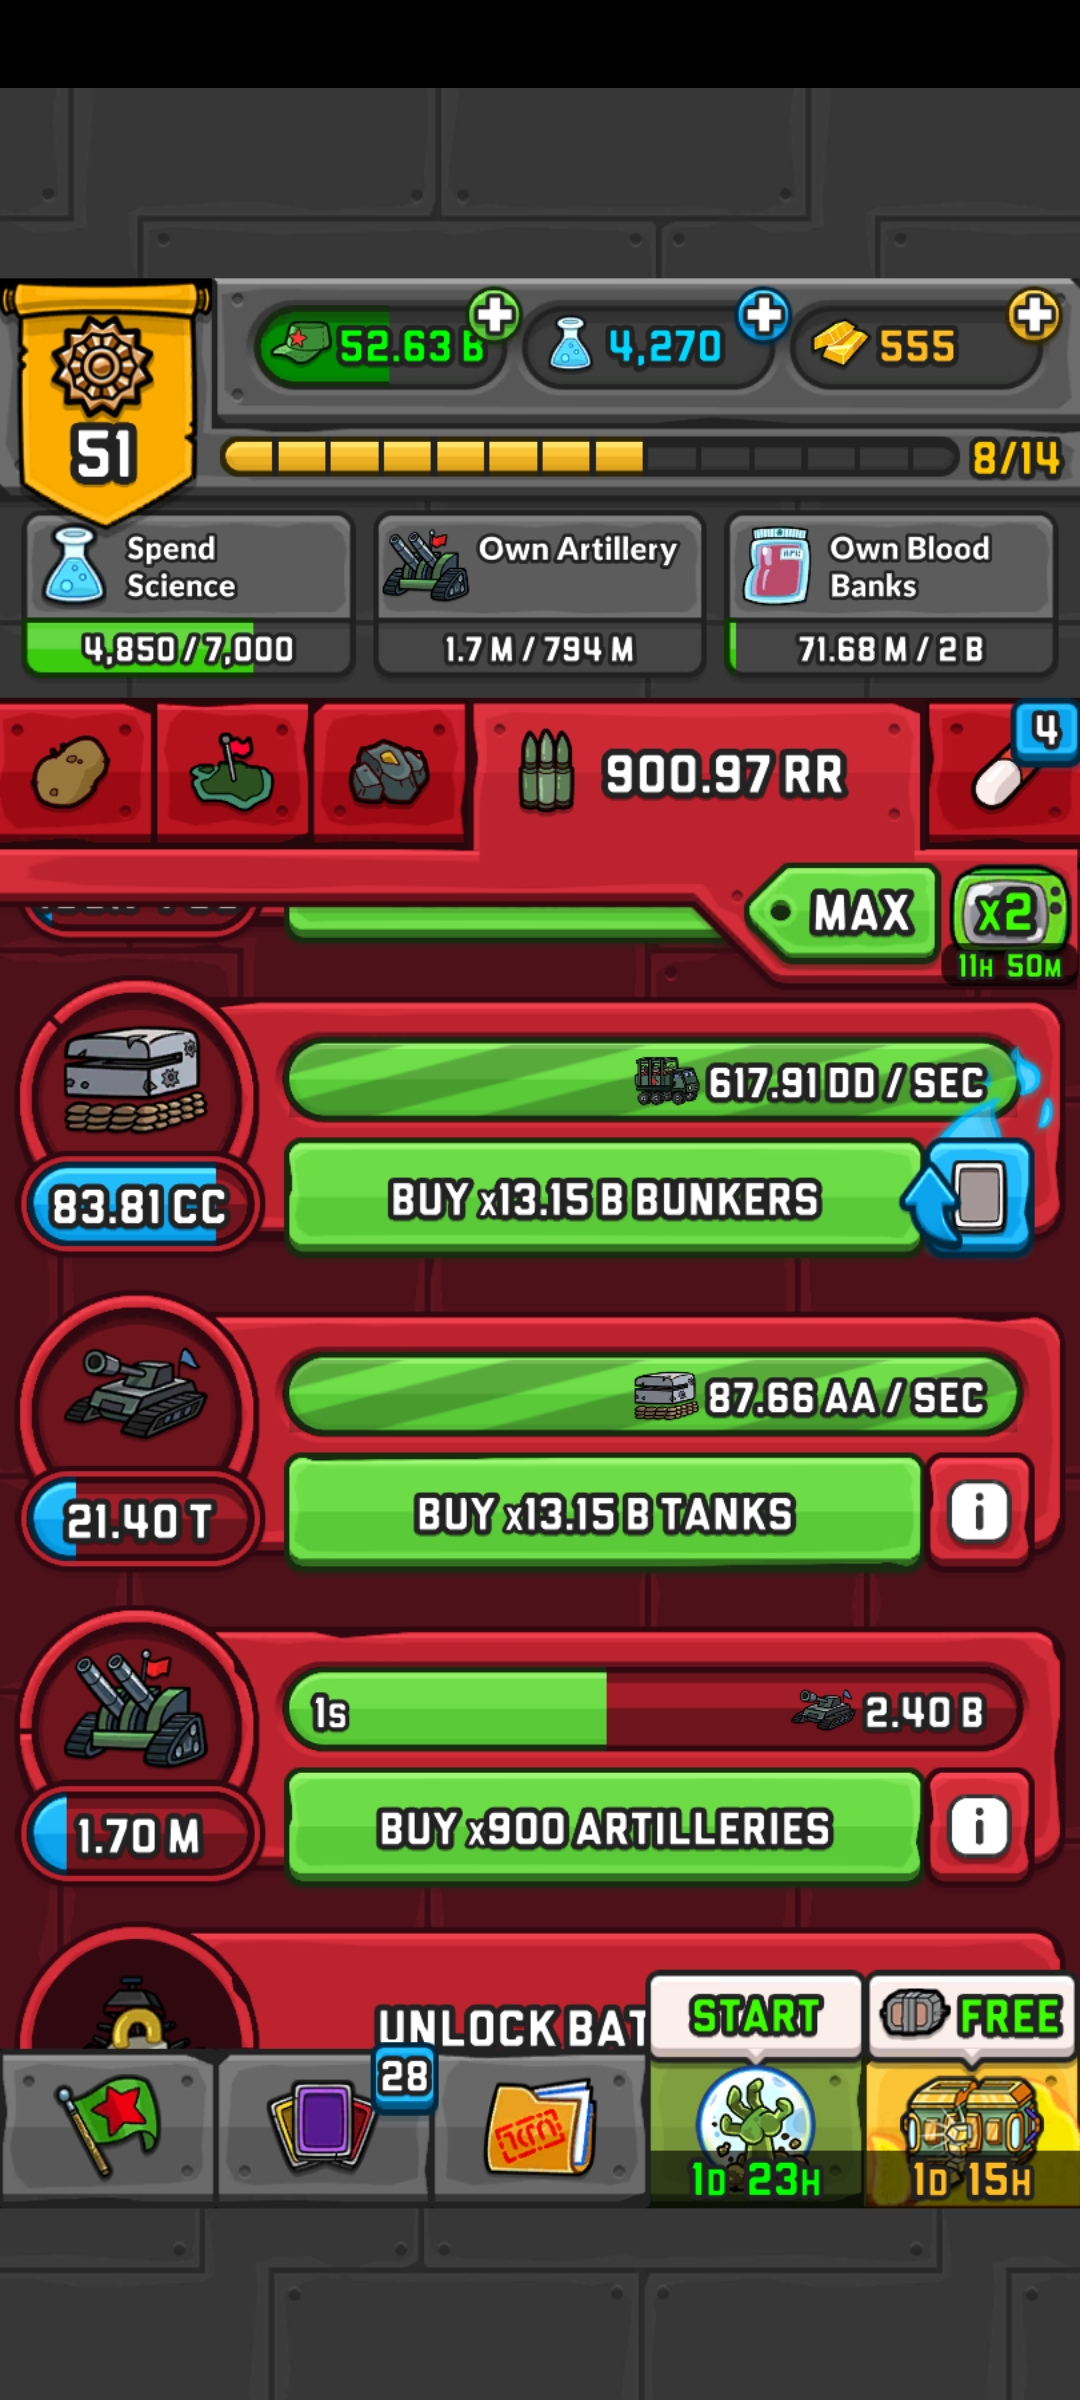 52.63 B
4,270
555
51
8/14
Spend
Science
Own Artillery
Own Blood
Banks
4,850/7,000
1.7 M / 794 M
71.68 M / 2 B
4
900.97 RR
MAX
x2
11H 50M
617.91 DD / SEC
83.81 CC
BUY x13.15 B BUNKERS
87.66 AA / SEC
21.40 T
BUY x13.15 B TANKS
i
1s
2.40 B
1.70 M
BUY x900 ARTILLERIES
i
UNLOCK BAT
START
FREE
28
1D 23H
1D 15H